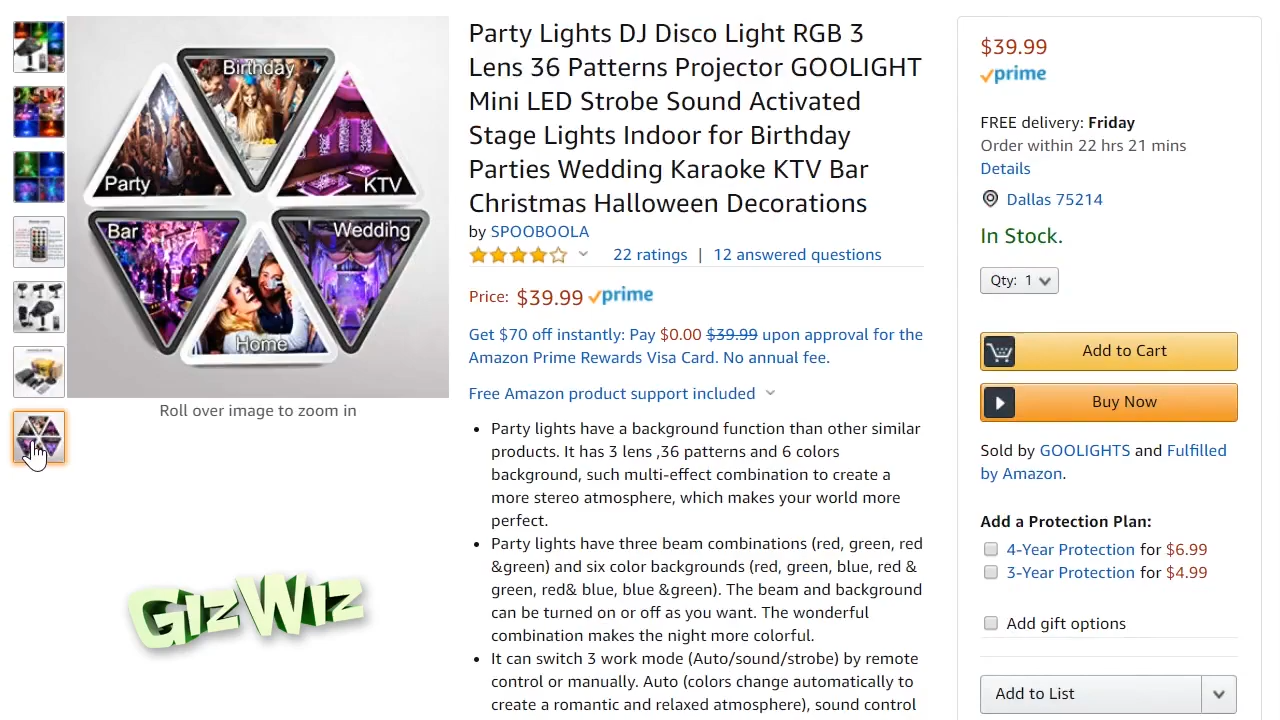 Birthday
Party
KTV
Bar
Wedding
Home
Roll over image to zoom in
GizWiz
Party Lights DJ Disco Light RGB 3
Lens 36 Patterns Projector GOOLIGHT
Mini LED Strobe Sound Activated
Stage Lights Indoor for Birthday
Parties Wedding Karaoke KTV Bar
Christmas Halloween Decorations
by SPOOBOOLA
22 ratings | 12 answered questions
Price: $39.99 prime
Get $70 off instantly: Pay $0.00 $39.99 upon approval for the
Amazon Prime Rewards Visa Card. No annual fee.
Free Amazon product support included
• Party lights have a background function than other similar
products. It has 3 lens ,36 patterns and 6 colors
background, such multi-effect combination to create a
more stereo atmosphere, which makes your world more
perfect.
• Party lights have three beam combinations (red, green, red
&green) and six color backgrounds (red, green, blue, red &
green, red& blue, blue &green). The beam and background
can be turned on or off as you want. The wonderful
combination makes the night more colorful.
• It can switch 3 work mode (Auto/sound/strobe) by remote
control or manually. Auto (colors change automatically to
create a romantic and relaxed atmosphere), sound control
$39.99
prime
FREE delivery: Friday
Order within 22 hrs 21 mins
Details
Dallas 75214
In Stock.
Qty: 1
Add to Cart
Buy Now
Sold by GOOLIGHTS and Fulfilled
by Amazon.
Add a Protection Plan:
4-Year Protection for $6.99
3-Year Protection for $4.99
Add gift options
Add to List